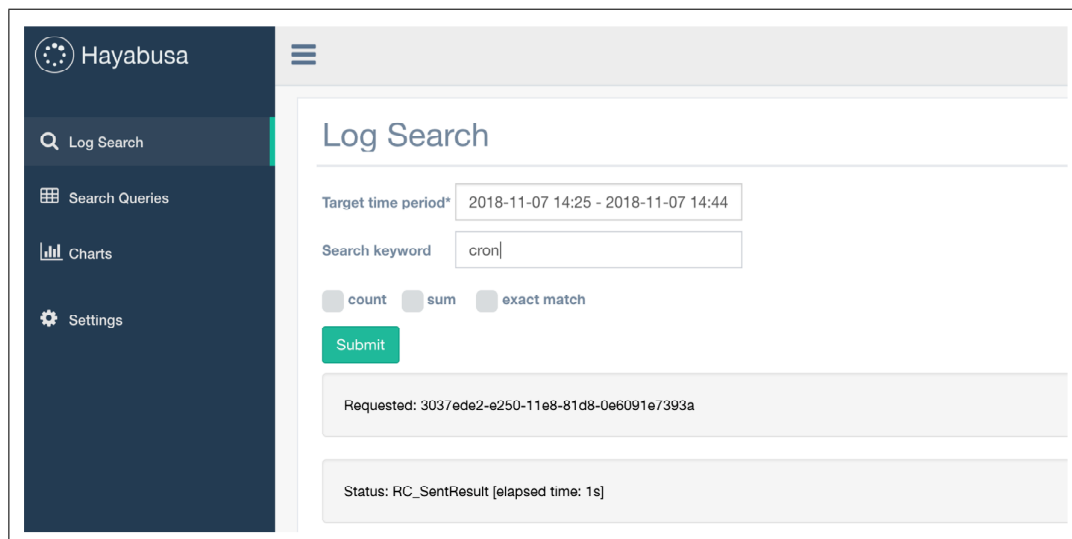 Hayabusa
Log Search
Search Queries
Charts
Settings
Log Search
Target time period* 2018-11-07 14:25 - 2018-11-07 14:44
Search keyword cron
count sum exact match
Submit
Requested: 3037ede2-e250-11e8-81d8-0e6091e7393a
Status: RC_SentResult [elapsed time: 1s]